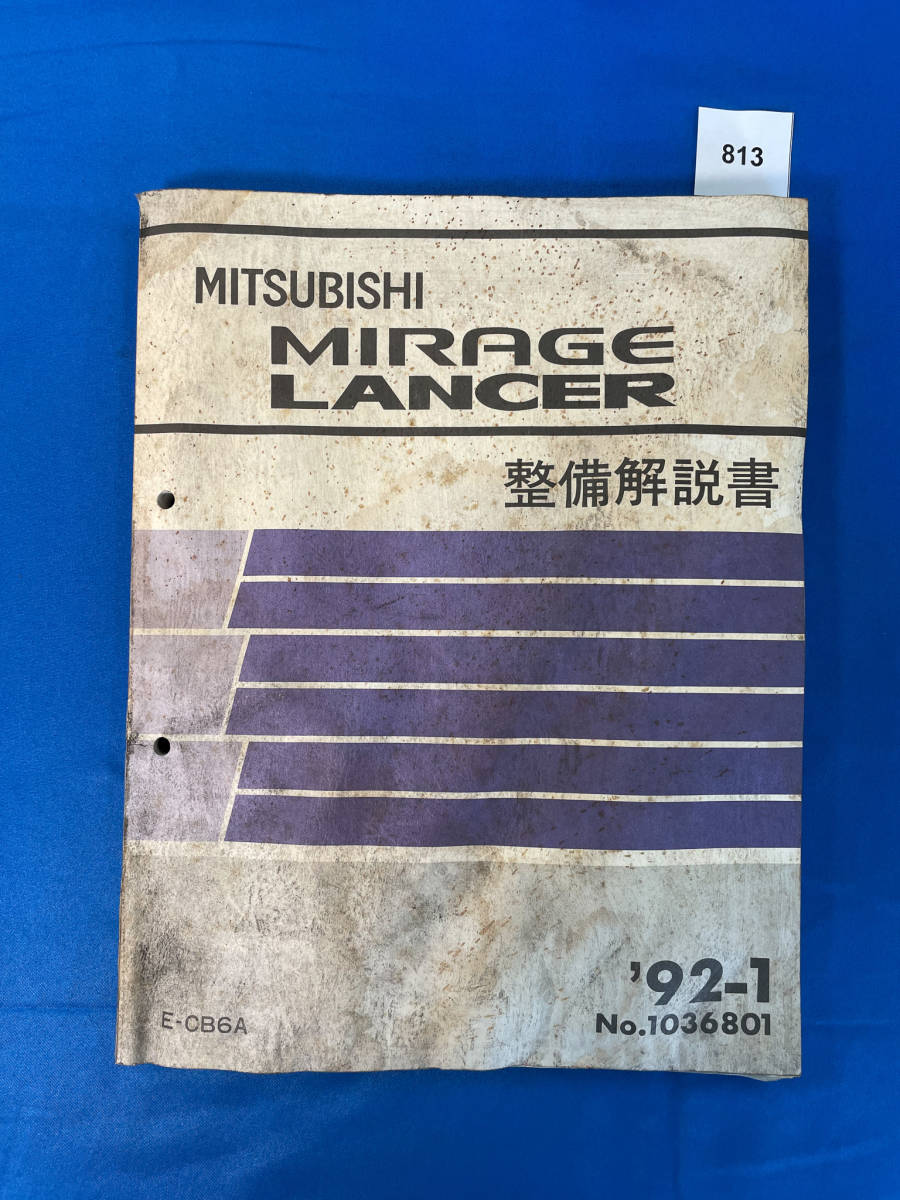 813
MITSUBISHI
MIRAGE
LANCER
整備解説書
'92-1
No.1036801
E-CB6A